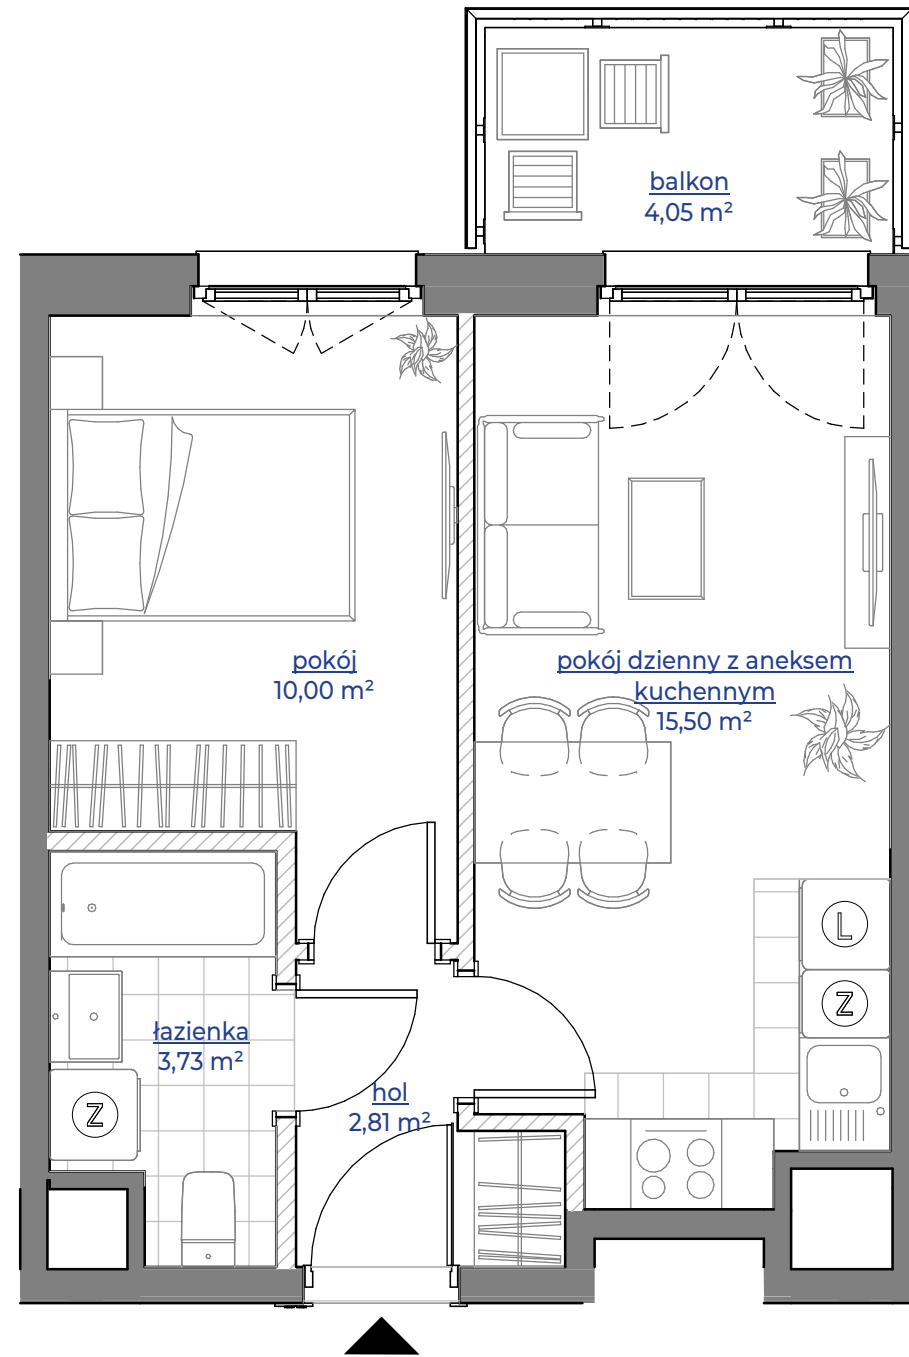 balkon
4,05 m²
pokój
10,00 m²
pokój dzienny z aneksem
kuchennym
15,50 m²
L
Z
łazienka
3,73 m²
hol
2,81 m²
Z